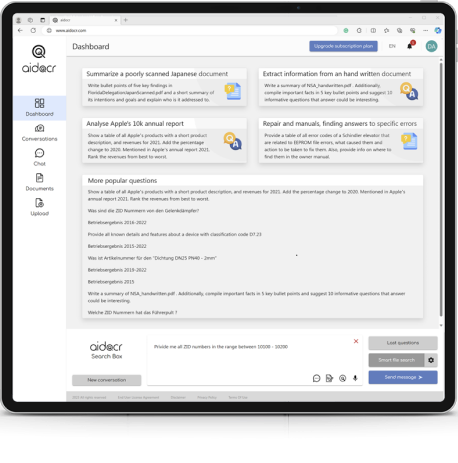 aidocr
www.aidocr.com
aidocr
Dashboard
Upgrade subscription plan
EN
DA
Dashboard
Conversations
Chat
Documents
Upload
Summarize a poorly scanned Japanese document
Write bullet points of five key findings in
FloridaDelegationJapanScanned.pdf and a short summary of
its intentions and goals and explain who it is addressed to.
Extract information from an hand written document
Write a summary of NSA_handwritten.pdf . Additionally,
compile important facts in 5 key bullet points and suggest 10
informative questions that answer could be interesting.
Analyse Apple's 10k annual report
Show a table of all Apple's products with a short product
description, and revenues for 2021. Add the percentage
change to 2020. Mentioned in Apple's annual report 2021.
Rank the revenues from best to worst.
Repair and manuals, finding answers to specific errors
Provide a table of all error codes of a Schindler elevator that
are related to EEPROM file errors, what caused them and
action to be taken to fix them. Also, provide info on where to
find them in the owner manual.
More popular questions
Show a table of all Apple's products with a short product description, and revenues for 2021. Add the percentage change to 2020. Mentioned in Apple's
annual report 2021. Rank the revenues from best to worst.
Was sind die ZID Nummern von den Gelenkdämpfer?
Betriebsergebnis 2016-2022
Provide all known details and features about a device with classification code D7.23
Betriebsergebnis 2015-2022
Was ist Artikelnummer für den "Dichtung DN25 PN40 - 2mm"
Betriebsergebnis 2019-2022
Betriebsergebnis 2015
Write a summary of NSA_handwritten.pdf . Additionally, compile important facts in 5 key bullet points and suggest 10 informative questions that answer
could be interesting.
Welche ZID Nummern hat das Führerpult ?
aidocr
Search Box
New conversation
Privide me all ZID numbers in the range between 10100 - 10200
Last questions
Smart file search
Send message
Disclaimer
Privacy Policy
Terms Of Use